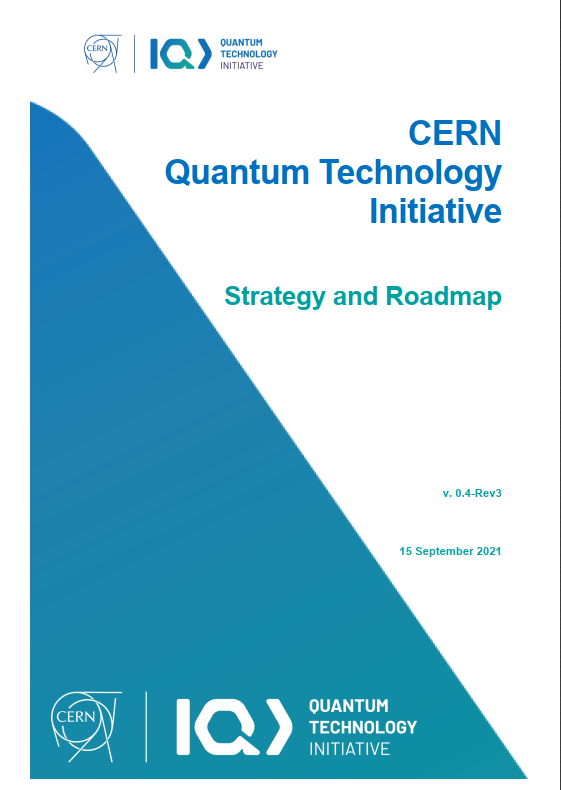 CERN
QUANTUM
TECHNOLOGY
INITIATIVE
CERN
Quantum Technology
Initiative
Strategy and Roadmap
v. 0.4-Rev3
15 September 2021
CERN
QUANTUM
TECHNOLOGY
INITIATIVE